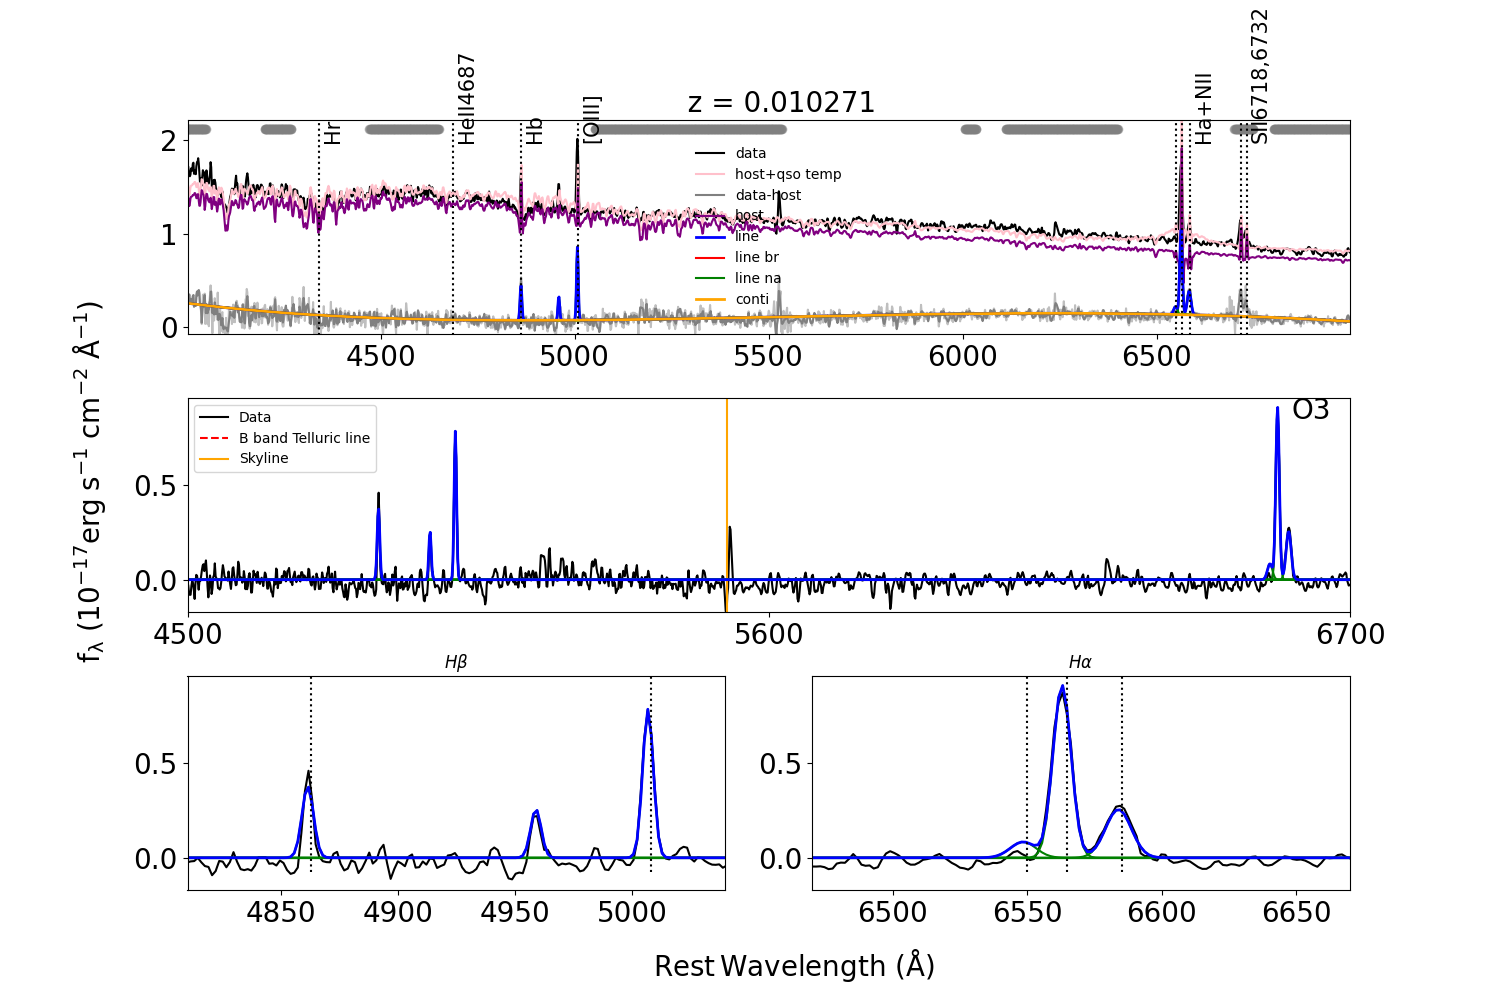 z = 0.010271
Hr
HeII4687
Hb
[OIII]
Ha+NII
SII6718,6732
data
host+qso temp
data-host
host
line
line br
line na
conti
2
1
0
4500 5000 5500 6000 6500
f_λ (10^{-17}erg s^{-1} cm^{-2} Å^{-1})
Data
B band Telluric line
Skyline
O3
0.5
0.0
4500 5600 6700
Hβ
0.5
0.0
4850 4900 4950 5000
Hα
0.5
0.0
6500 6550 6600 6650
Rest Wavelength (Å)